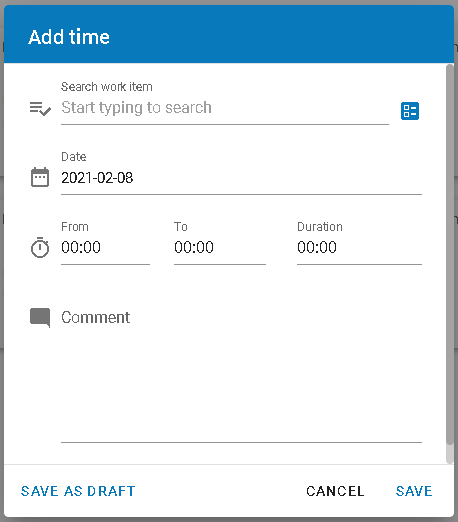 Add time
Search work item
Start typing to search
Date
2021-02-08
From To Duration
00:00 00:00 00:00
Comment
SAVE AS DRAFT CANCEL SAVE